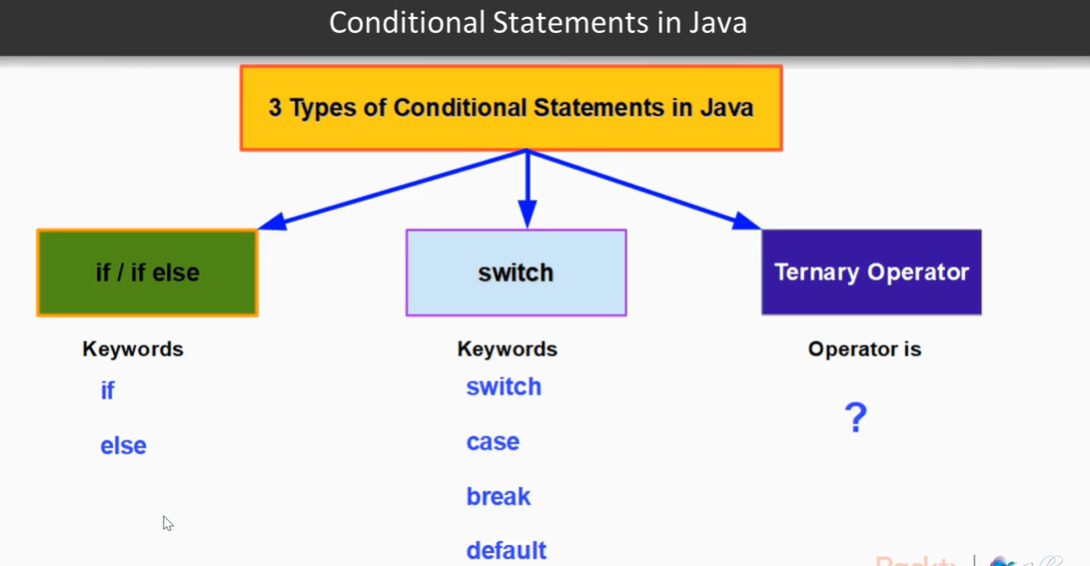 Conditional Statements in Java
3 Types of Conditional Statements in Java
if / if else
switch
Ternary Operator
Keywords
if
else
Keywords
switch
case
break
default
Operator is
?